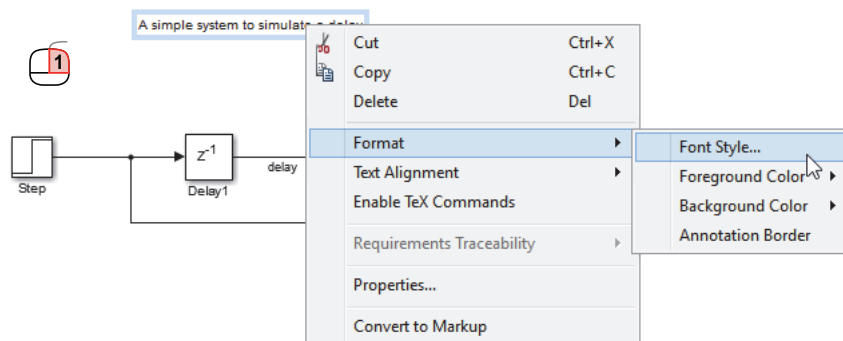 A simple system to simulate a delay
1
Cut Ctrl+X
Copy Ctrl+C
Delete Del
Format
Font Style...
Text Alignment
Foreground Color
Enable TeX Commands
Background Color
Requirements Traceability
Annotation Border
Properties...
Convert to Markup
z-1
delay
Step
Delay1